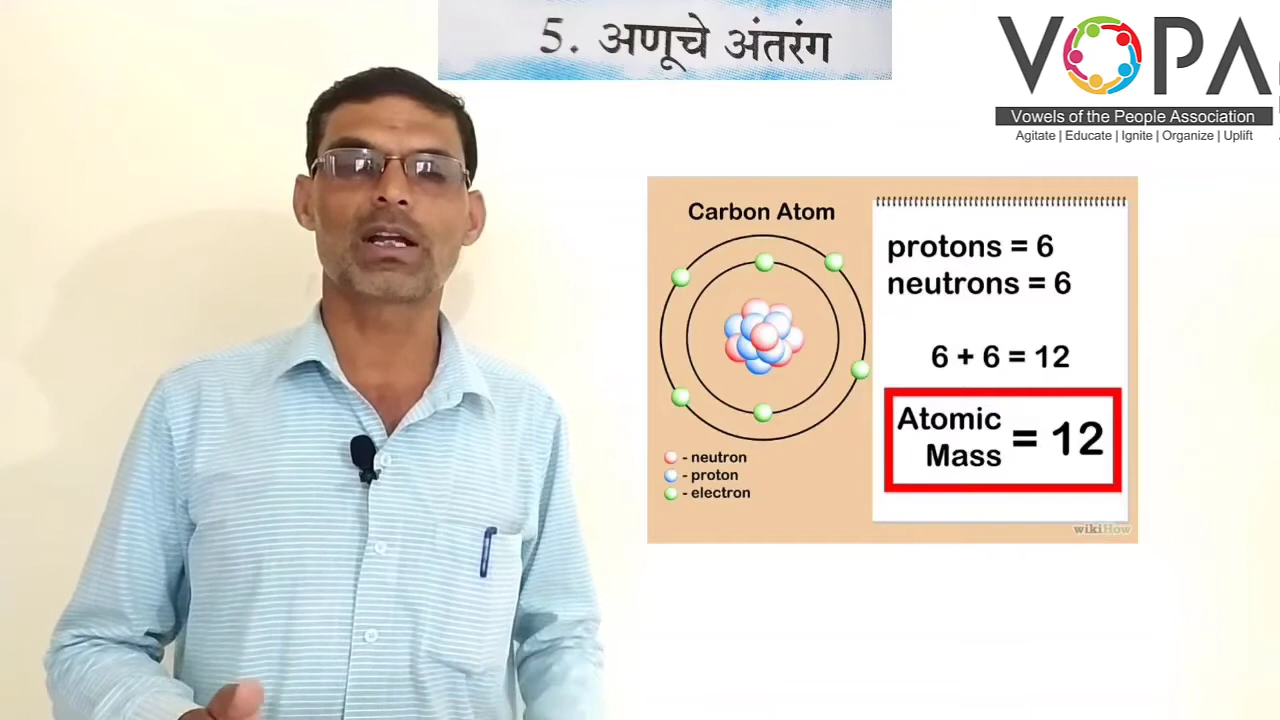 5. अणूचे अंतरंग
VOPA
Vowels of the People Association
Agitate | Educate | Ignite | Organize | Uplift
Carbon Atom
protons = 6
neutrons = 6
6 + 6 = 12
Atomic
Mass = 12
- neutron
- proton
- electron
wikiHow